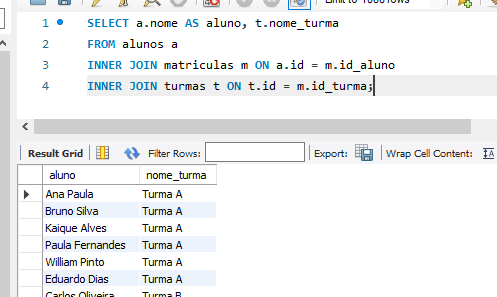 Limit to 1000 rows
1 SELECT a.nome AS aluno, t.nome_turma
2 FROM alunos a
3 INNER JOIN matriculas m ON a.id = m.id_aluno
4 INNER JOIN turmas t ON t.id = m.id_turma;
Result Grid Filter Rows: Export: Wrap Cell Content:
aluno nome_turma
Ana Paula Turma A
Bruno Silva Turma A
Kaique Alves Turma A
Paula Fernandes Turma A
William Pinto Turma A
Eduardo Dias Turma A
Carlos Oliveira Turma B